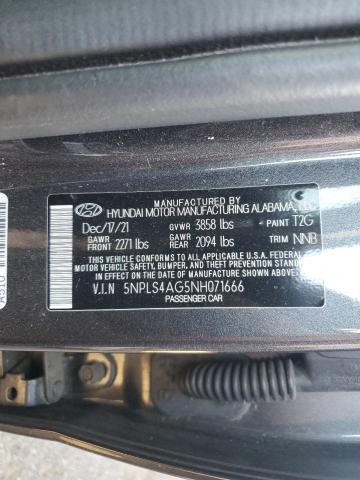 MANUFACTURED BY
HYUNDAI MOTOR MANUFACTURING ALABAMA, LLC
Dec/17/21 GVWR 3858 lbs PAINT T2G
GAWR FRONT 2271 lbs GAWR REAR 2094 lbs TRIM NNB
V.I.N 5NPLS4AG5NH071666
PASSENGER CAR
THIS VEHICLE CONFORMS TO ALL APPLICABLE
U.S.A. FEDERAL MOTOR VEHICLE SAFETY,
BUMPER, AND THEFT PREVENTION
STANDARDS IN EFFECT ON THE DATE OF
MANUFACTURE SHOWN ABOVE.